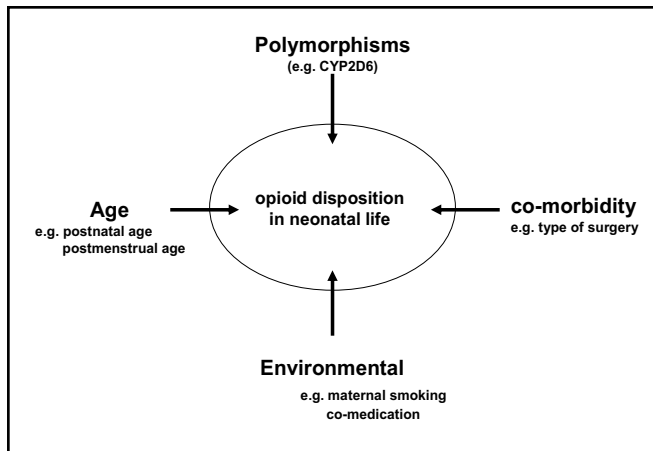 Polymorphisms
(e.g. CYP2D6)
opioid disposition
in neonatal life
Age
e.g. postnatal age
postmenstrual age
co-morbidity
e.g. type of surgery
Environmental
e.g. maternal smoking
co-medication